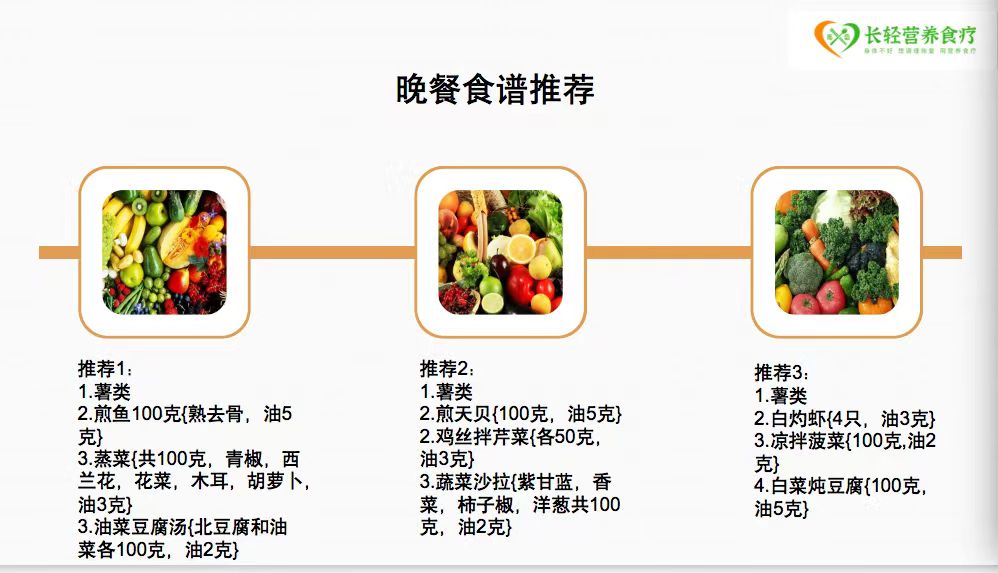 长轻营养食疗
身体不好 想调理体重 用营养食疗
晚餐食谱推荐
推荐1：
1.薯类
2.煎鱼100克{熟去骨，油5
克}
3.蒸菜{共100克，青椒，西
兰花，花菜，木耳，胡萝卜，
油3克}
3.油菜豆腐汤{北豆腐和油
菜各100克，油2克}
推荐2：
1.薯类
2.煎天贝{100克，油5克}
2.鸡丝拌芹菜{各50克，
油3克}
3.蔬菜沙拉{紫甘蓝，香
菜，柿子椒，洋葱共100
克，油2克}
推荐3：
1.薯类
2.白灼虾{4只，油3克}
3.凉拌菠菜{100克,油2
克}
4.白菜炖豆腐{100克，
油5克}